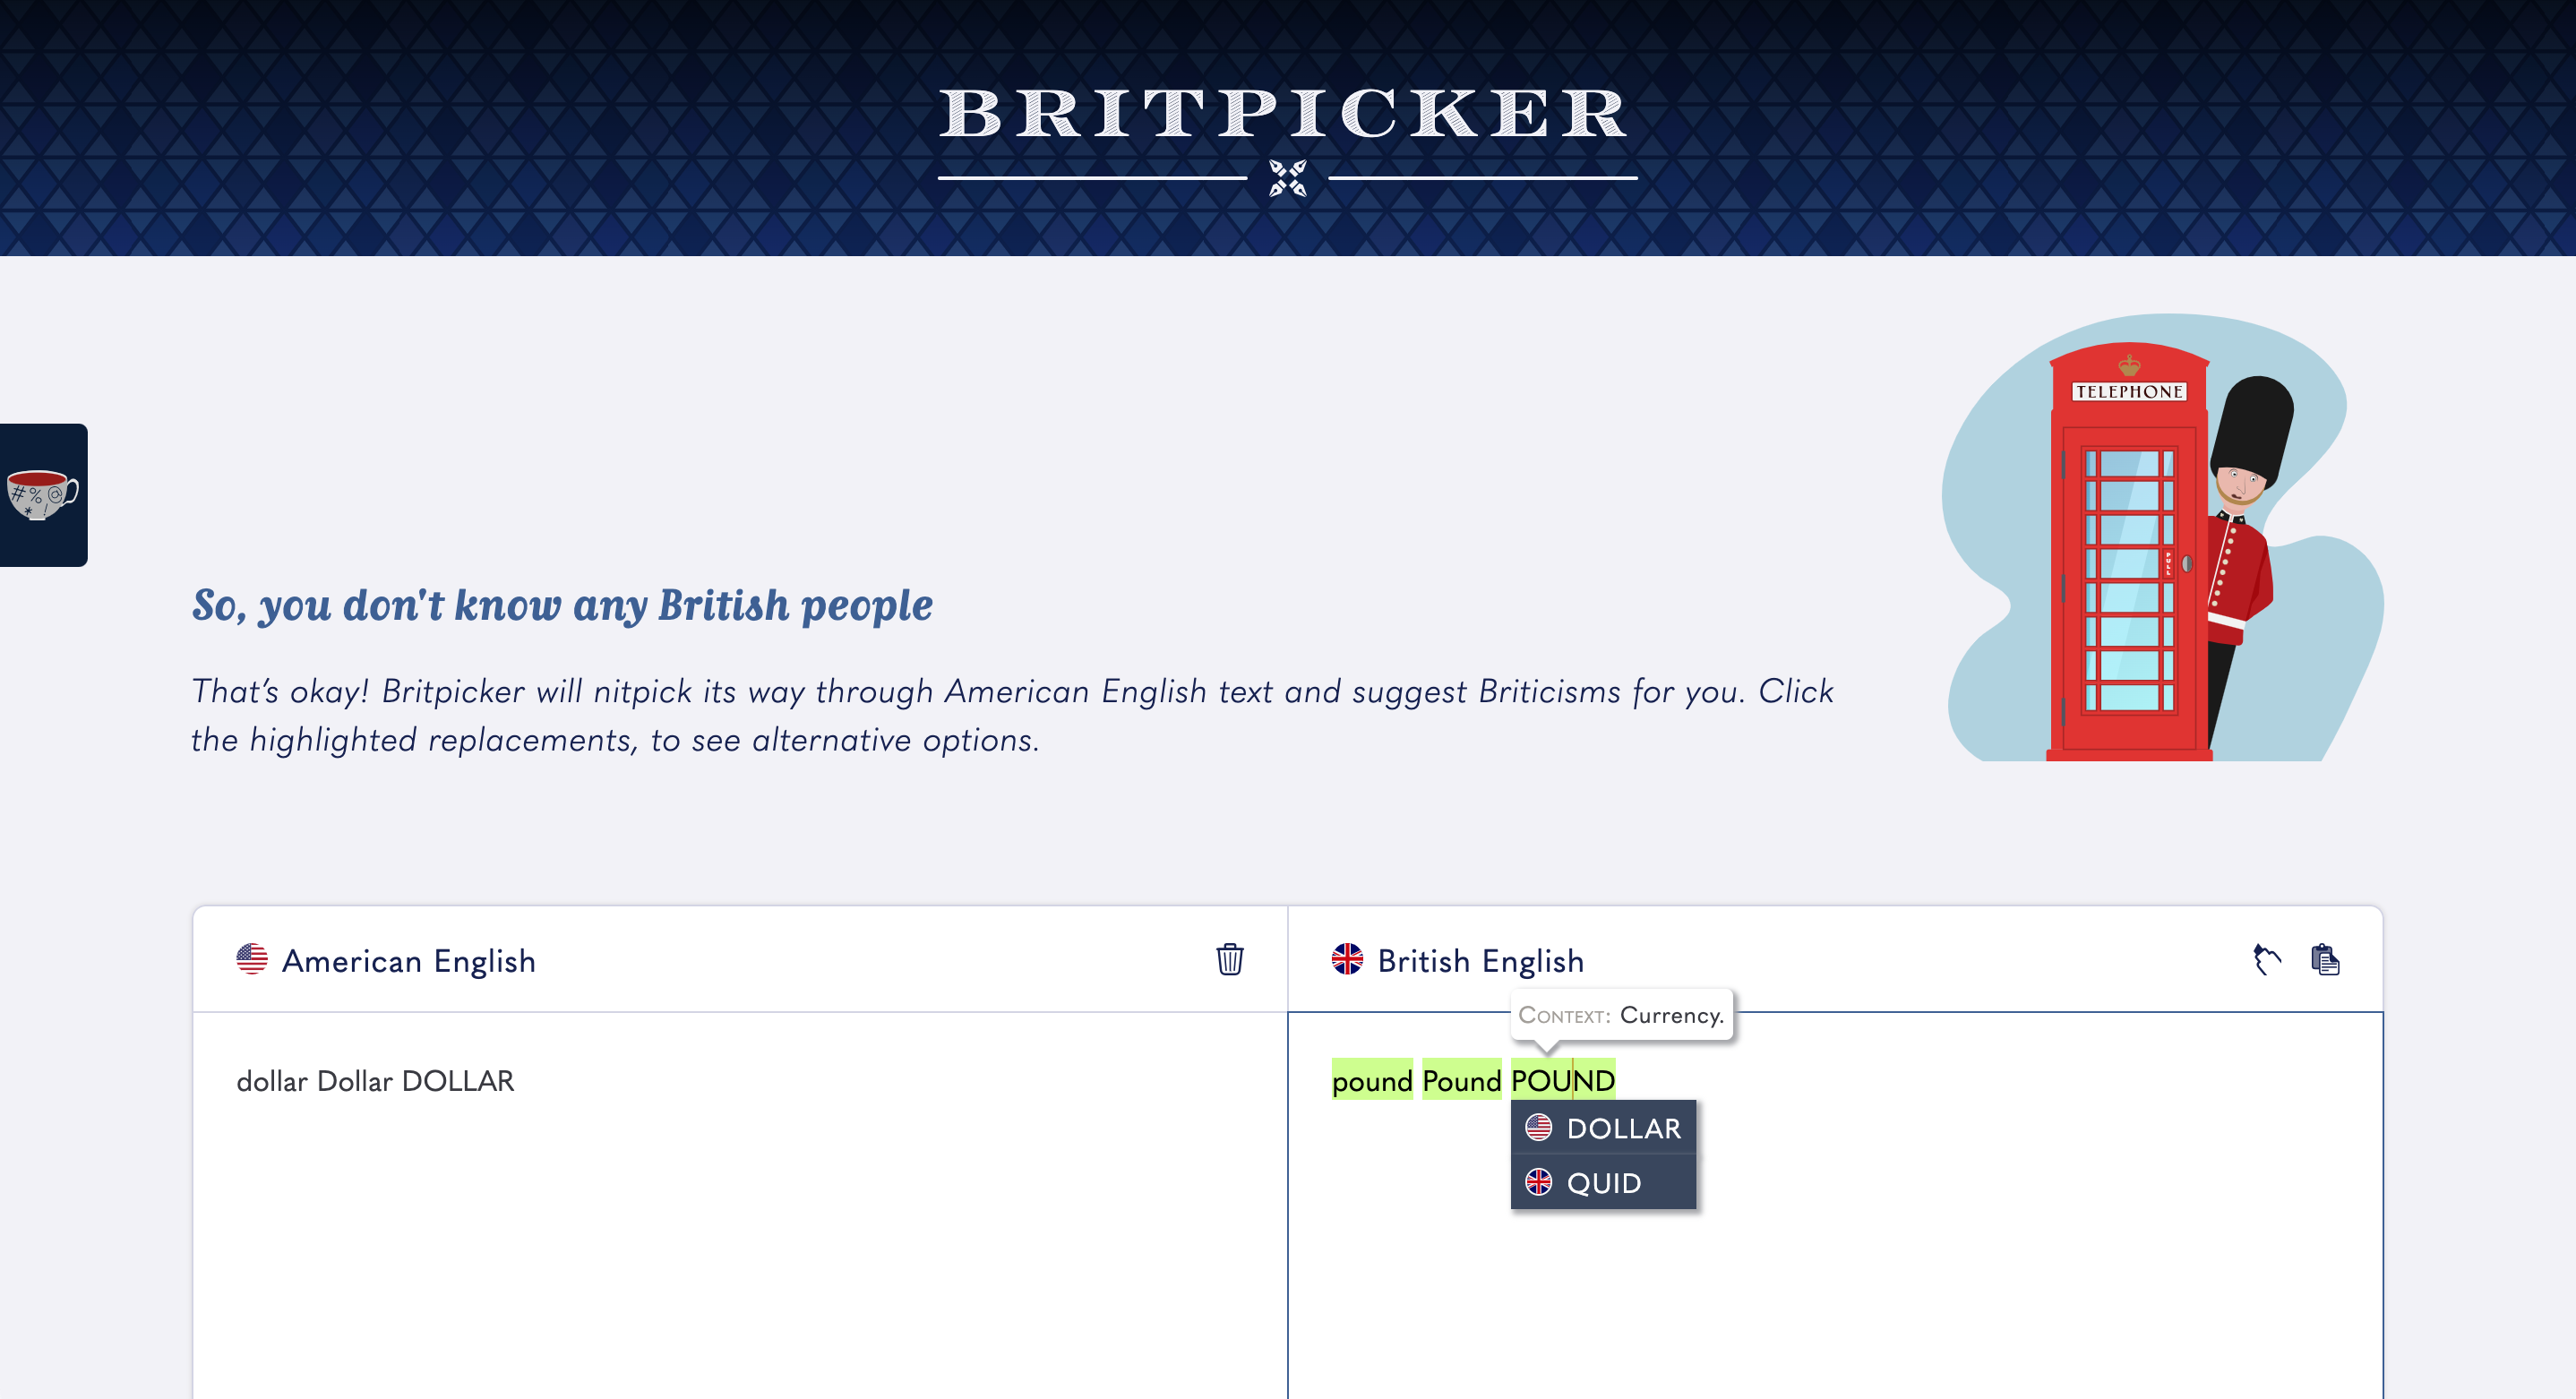 BRITPICKER
TELEPHONE
PULL
#%@
*!
So, you don't know any British people
That's okay! Britpicker will nitpick its way through American English text and suggest Briticisms for you. Click
the highlighted replacements, to see alternative options.
American English
British English
Context: Currency.
dollar Dollar DOLLAR
pound Pound POUND
DOLLAR
QUID